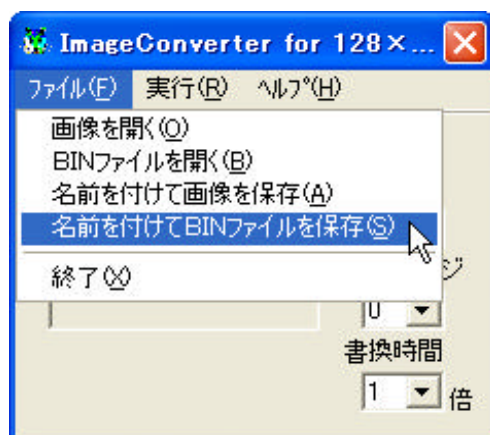 ImageConverter for 128×...
ファイル(F) 実行(R) ヘルプ(H)
画像を開く(O)
BINファイルを開く(B)
名前を付けて画像を保存(A)
名前を付けてBINファイルを保存(S)
終了(X)
ジ
0
書換時間
1 倍